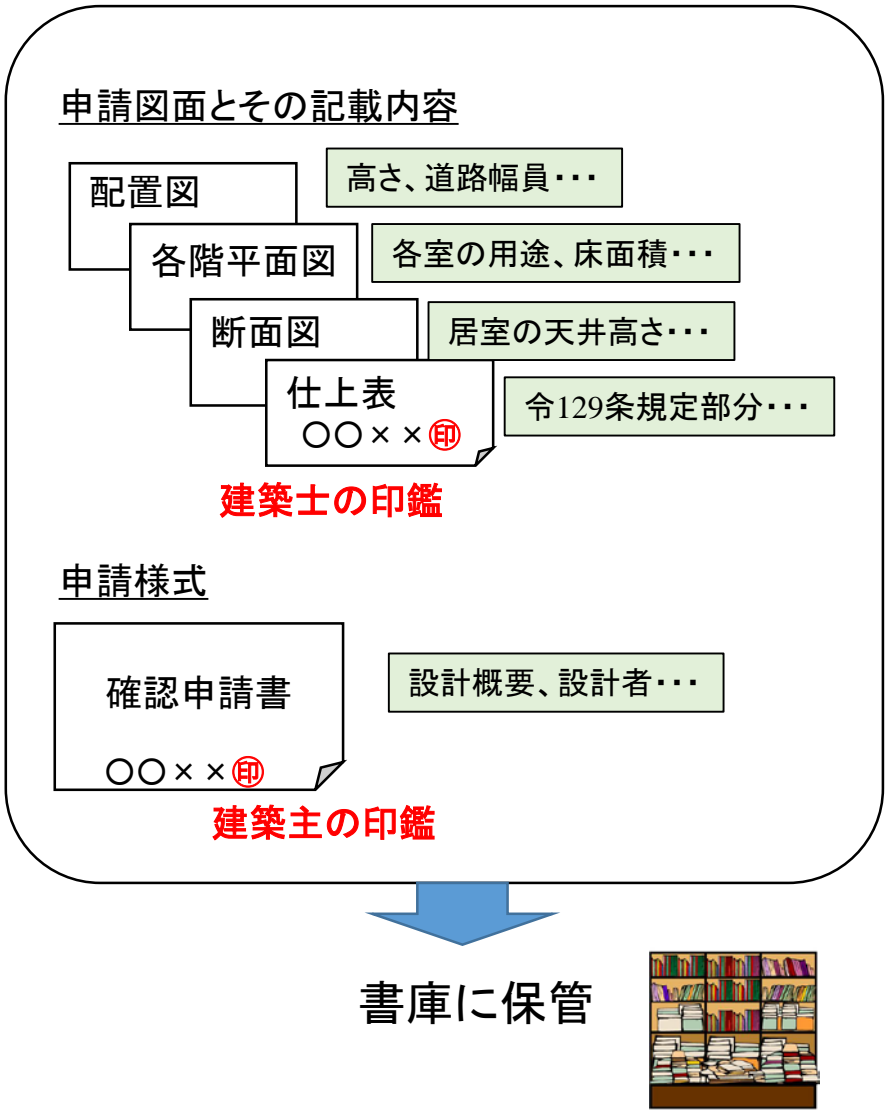 申請図面とその記載内容
配置図
高さ、道路幅員・・・
各階平面図
各室の用途、床面積・・・
断面図
居室の天井高さ・・・
仕上表
〇〇××㊞
令129条規定部分・・・
建築士の印鑑
申請様式
確認申請書
〇〇××㊞
設計概要、設計者・・・
建築主の印鑑
書庫に保管